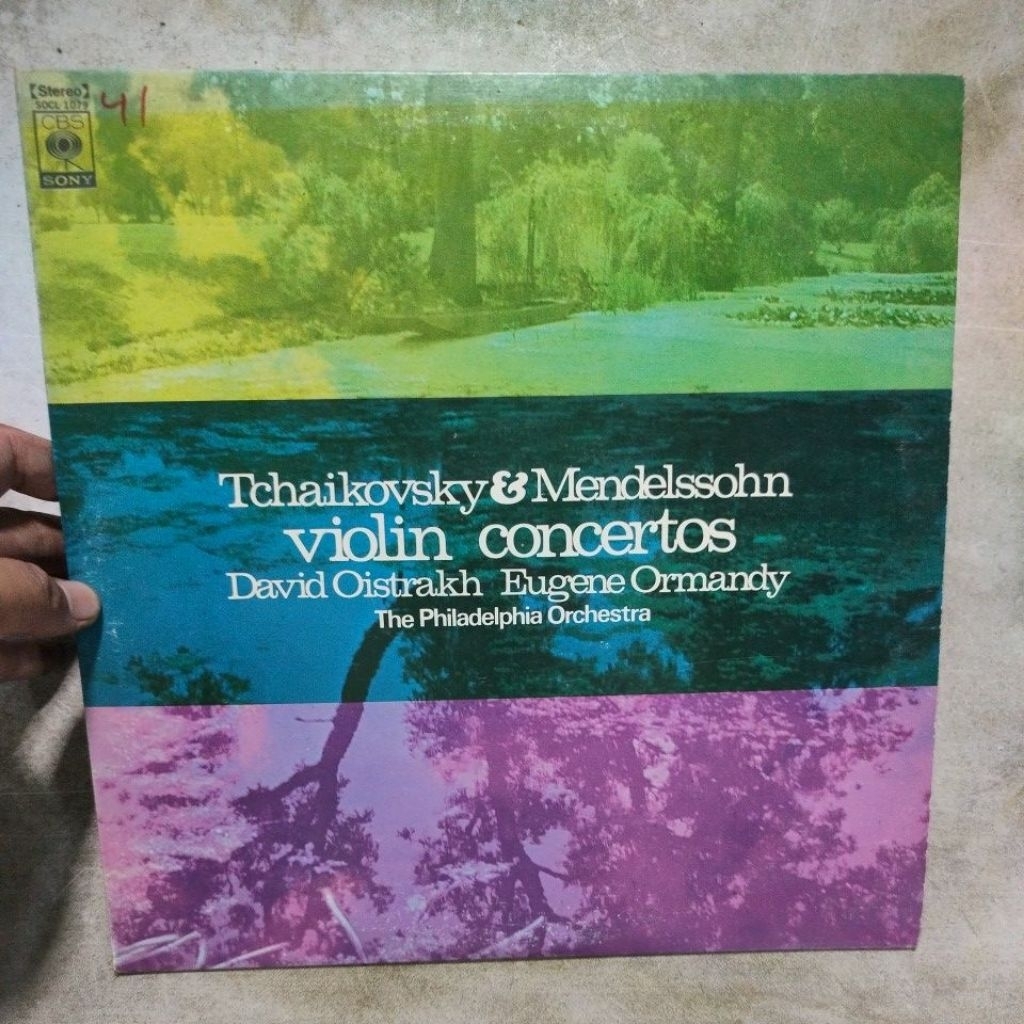 【Stereo】
SOCL 1079
41
CBS
SONY
Tchaikovsky & Mendelssohn
violin concertos
David Oistrakh Eugene Ormandy
The Philadelphia Orchestra